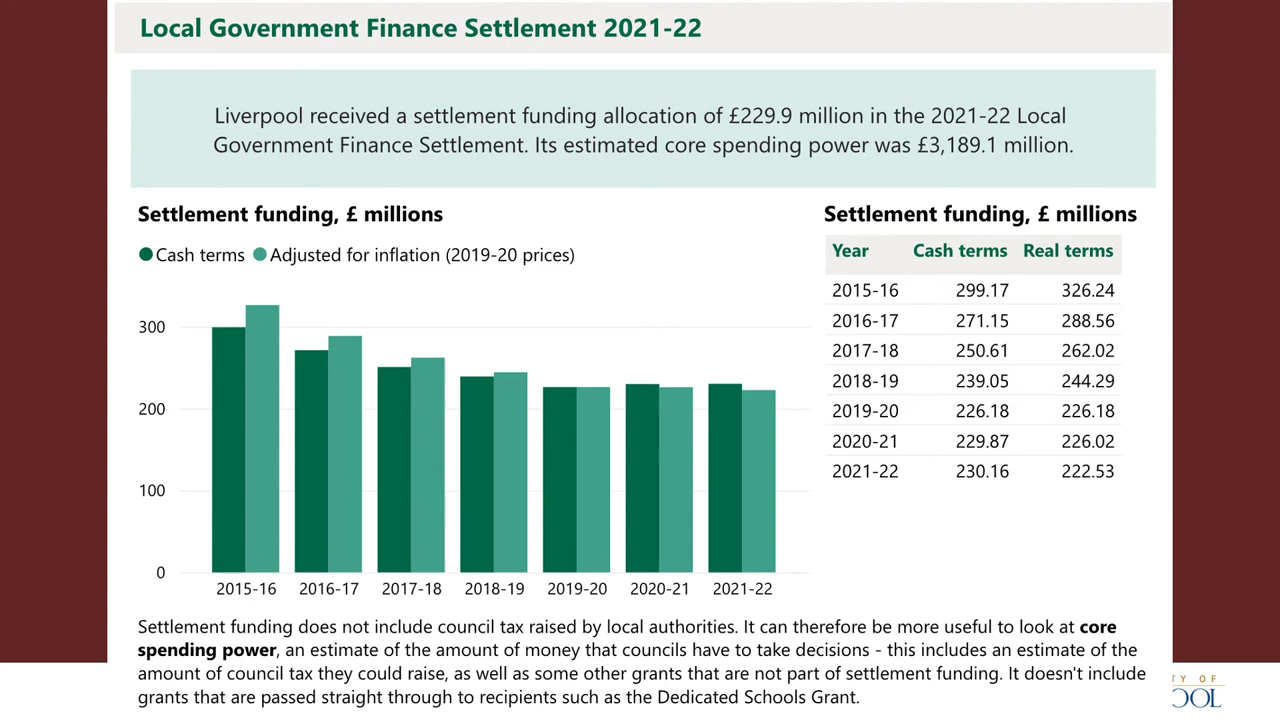 Local Government Finance Settlement 2021-22
Liverpool received a settlement funding allocation of £229.9 million in the 2021-22 Local
Government Finance Settlement. Its estimated core spending power was £3,189.1 million.
Settlement funding, £ millions
Cash terms Adjusted for inflation (2019-20 prices)
300
200
100
0
2015-16 2016-17 2017-18 2018-19 2019-20 2020-21 2021-22
Settlement funding, £ millions
Year Cash terms Real terms
2015-16 299.17 326.24
2016-17 271.15 288.56
2017-18 250.61 262.02
2018-19 239.05 244.29
2019-20 226.18 226.18
2020-21 229.87 226.02
2021-22 230.16 222.53
Settlement funding does not include council tax raised by local authorities. It can therefore be more useful to look at core
spending power, an estimate of the amount of money that councils have to take decisions - this includes an estimate of the
amount of council tax they could raise, as well as some other grants that are not part of settlement funding. It doesn't include
grants that are passed straight through to recipients such as the Dedicated Schools Grant.
TY OF
OOL